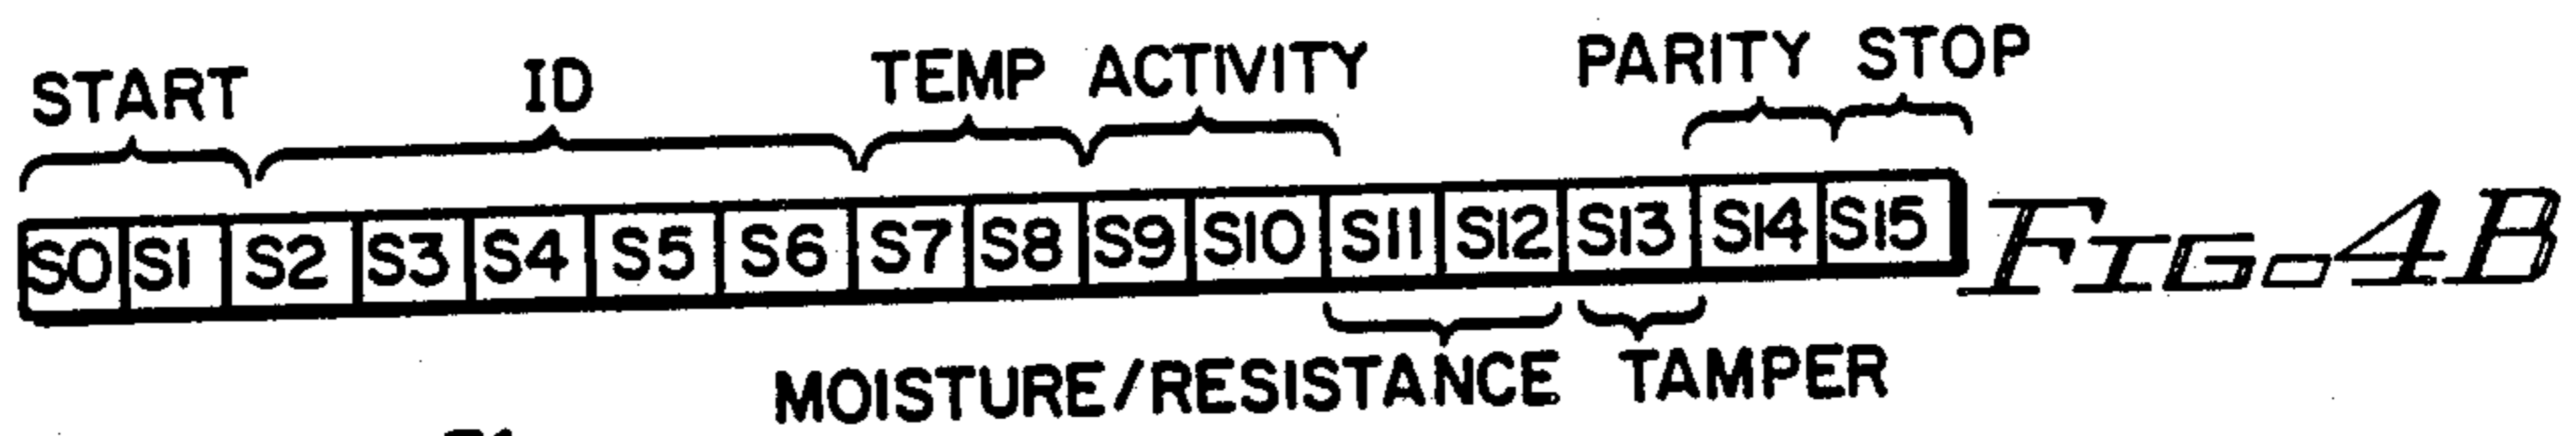 START ID TEMP ACTIVITY PARITY STOP
S0 S1 S2 S3 S4 S5 S6 S7 S8 S9 S10 S11 S12 S13 S14 S15 FIG. 4B
MOISTURE/RESISTANCE TAMPER